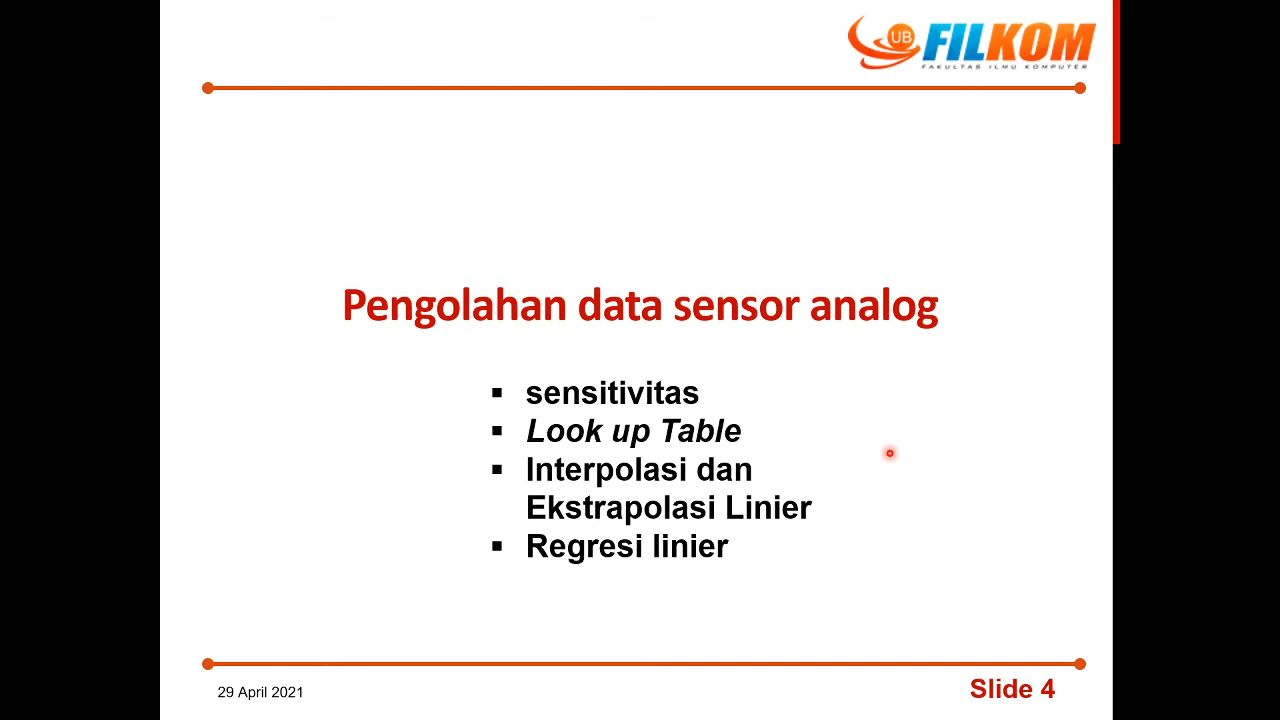 UB FILKOM
FAKULTAS ILMU KOMPUTER
Pengolahan data sensor analog
▪ sensitivitas
▪ Look up Table
▪ Interpolasi dan
Ekstrapolasi Linier
▪ Regresi linier
29 April 2021
Slide 4